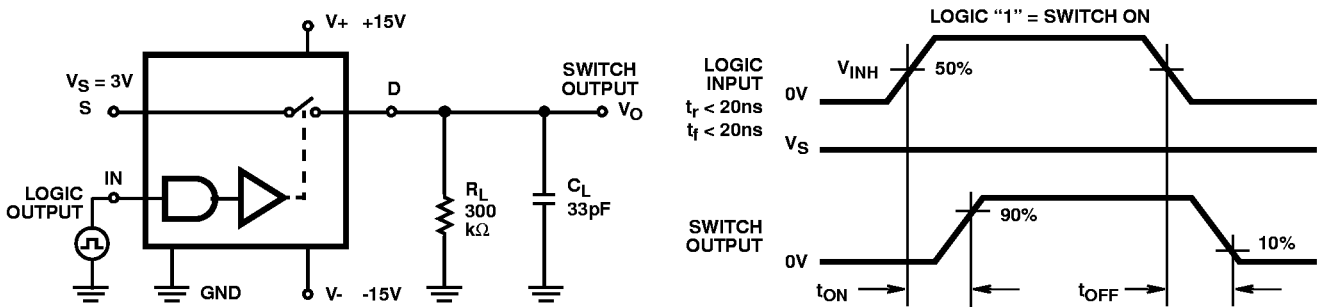 V+ +15V
V_S = 3V
S
D
SWITCH
OUTPUT
V_O
IN
LOGIC
OUTPUT
R_L
300
kΩ
C_L
33pF
GND
V- -15V
LOGIC “1” = SWITCH ON
LOGIC
INPUT
t_r < 20ns
t_f < 20ns
V_INH
50%
0V
V_S
SWITCH
OUTPUT
0V
90%
10%
t_ON
t_OFF